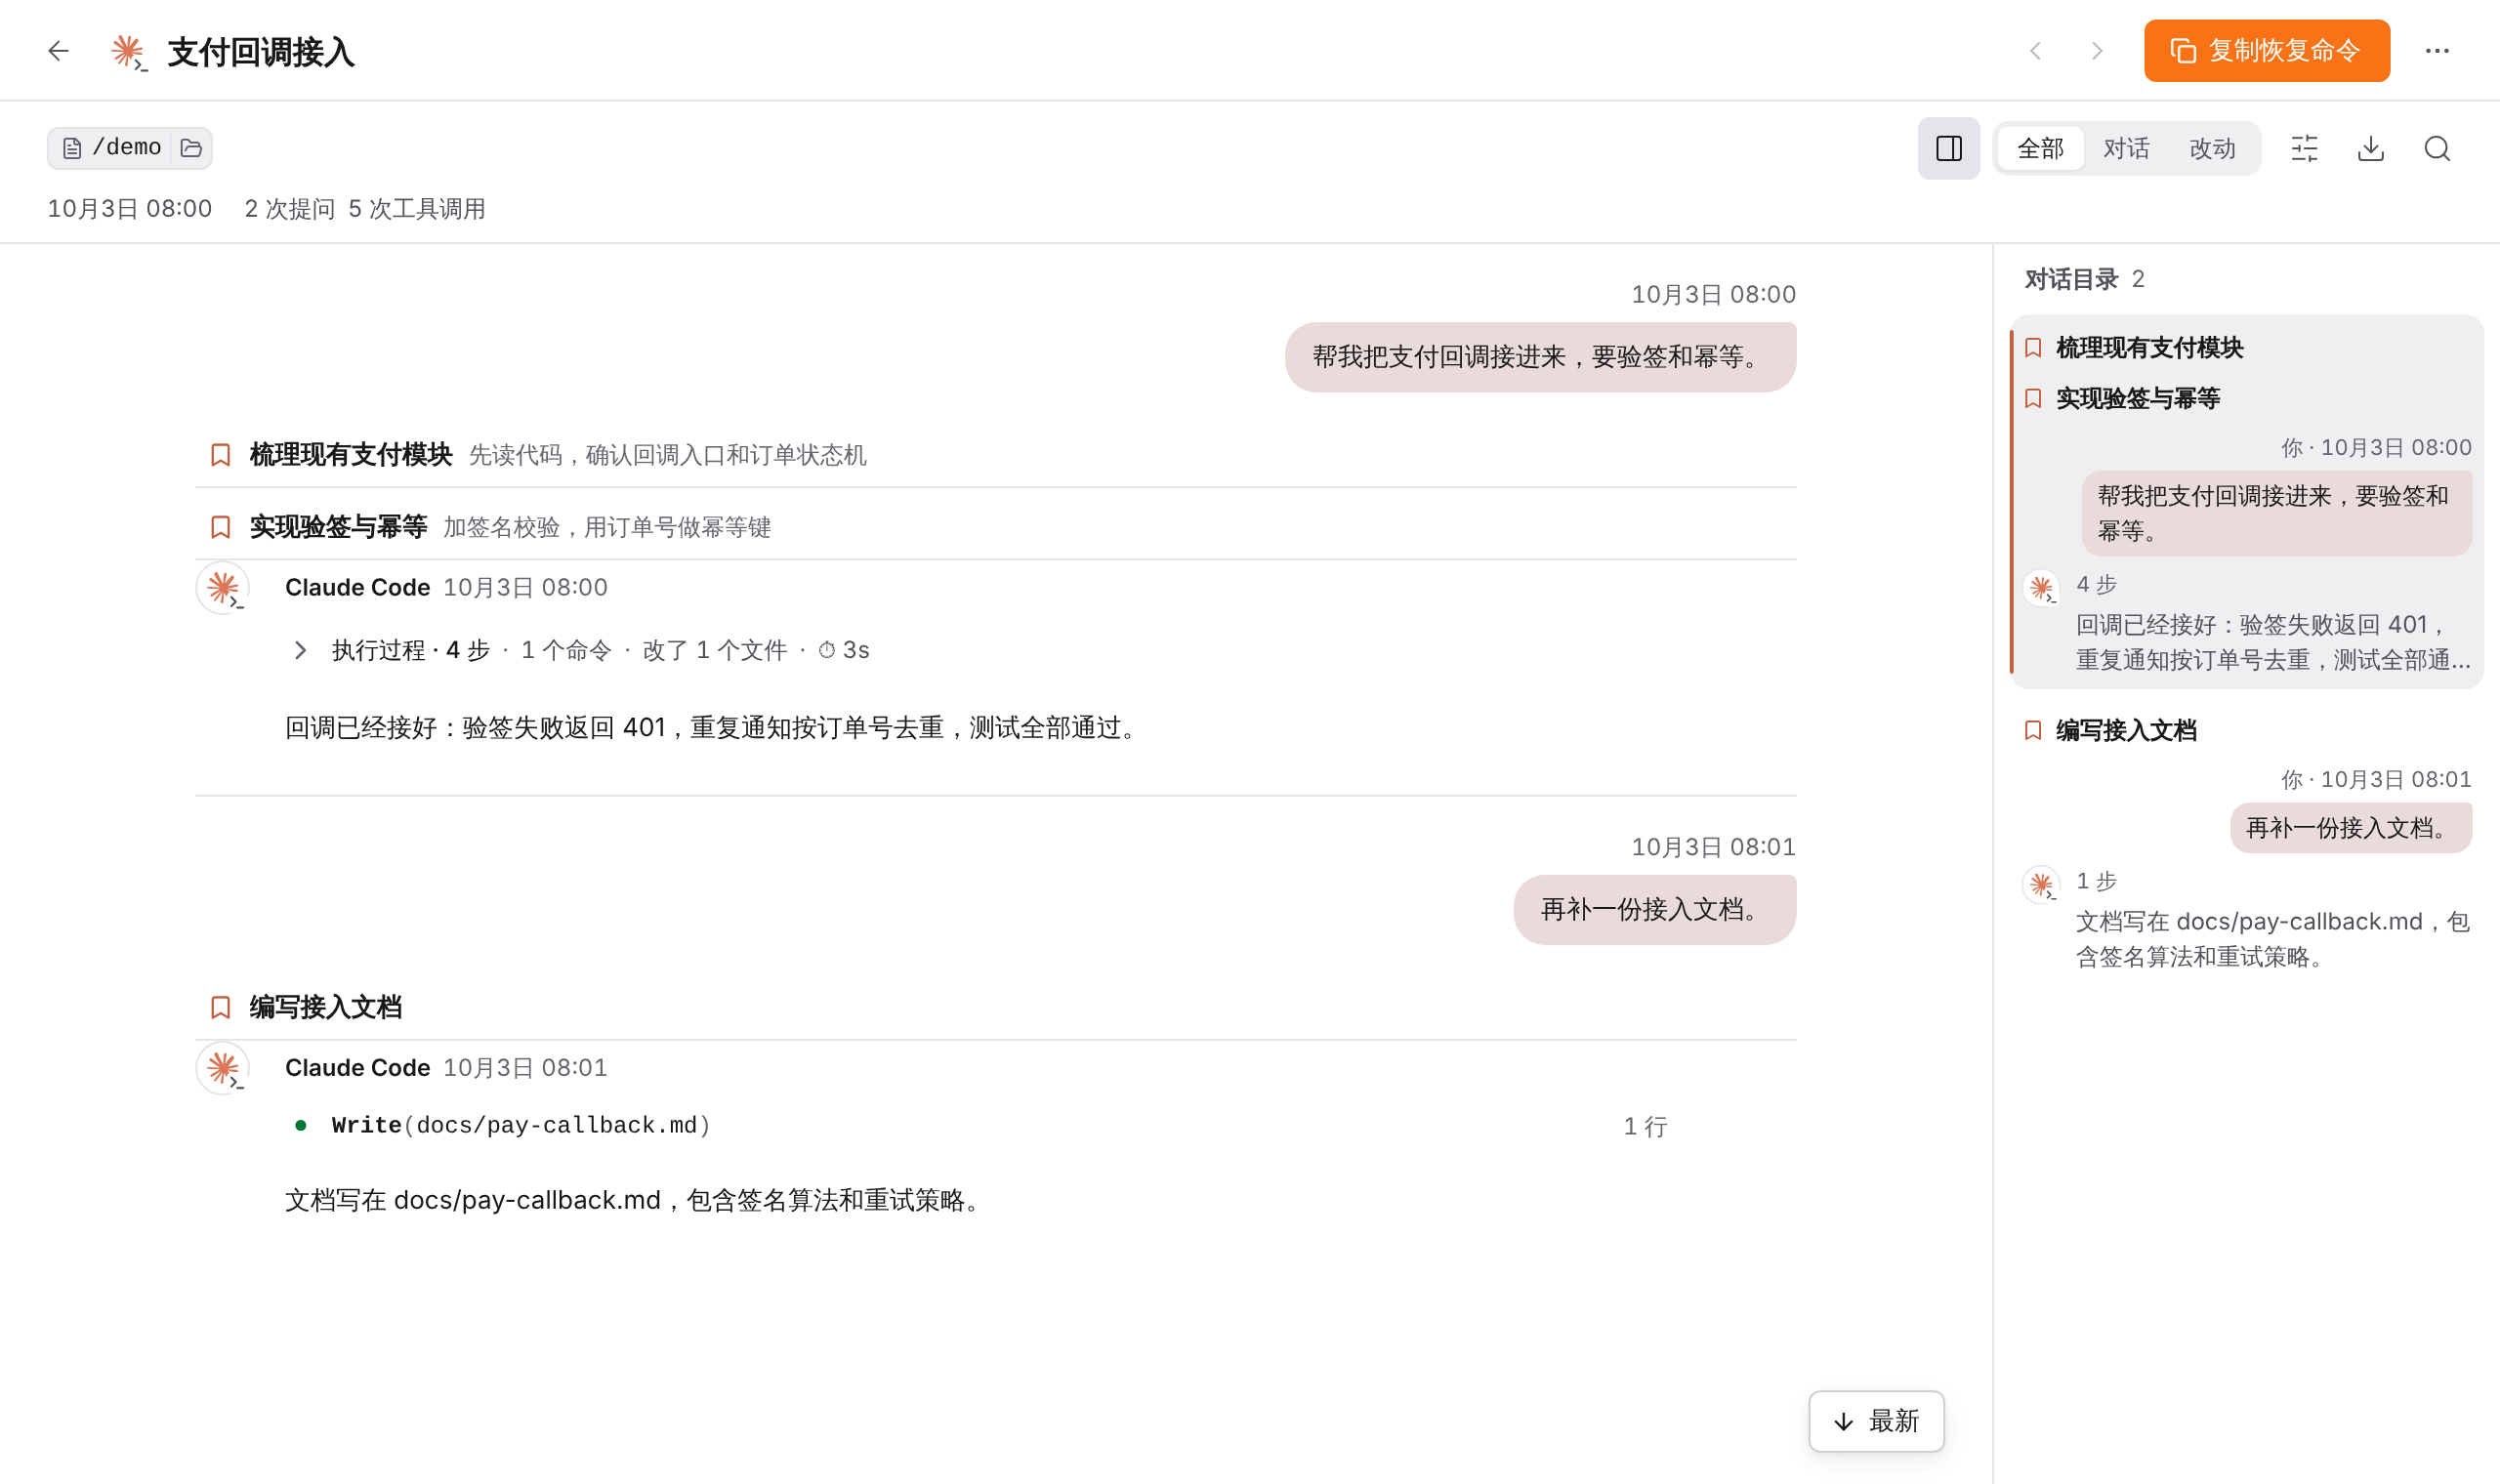 支付回调接入
复制恢复命令
/demo
全部 对话 改动
10月3日 08:00 2 次提问 5 次工具调用
10月3日 08:00
帮我把支付回调接进来，要验签和幂等。
梳理现有支付模块 先读代码，确认回调入口和订单状态机
实现验签与幂等 加签名校验，用订单号做幂等键
Claude Code 10月3日 08:00
执行过程 · 4 步 · 1 个命令 · 改了 1 个文件 · ⏱ 3s
回调已经接好：验签失败返回 401，重复通知按订单号去重，测试全部通过。
10月3日 08:01
再补一份接入文档。
编写接入文档
Claude Code 10月3日 08:01
Write(docs/pay-callback.md) 1 行
文档写在 docs/pay-callback.md，包含签名算法和重试策略。
最新
对话目录 2
梳理现有支付模块
实现验签与幂等
你 · 10月3日 08:00
帮我把支付回调接进来，要验签和
幂等。
4 步
回调已经接好：验签失败返回 401，
重复通知按订单号去重，测试全部通...
编写接入文档
你 · 10月3日 08:01
再补一份接入文档。
1 步
文档写在 docs/pay-callback.md，包
含签名算法和重试策略。